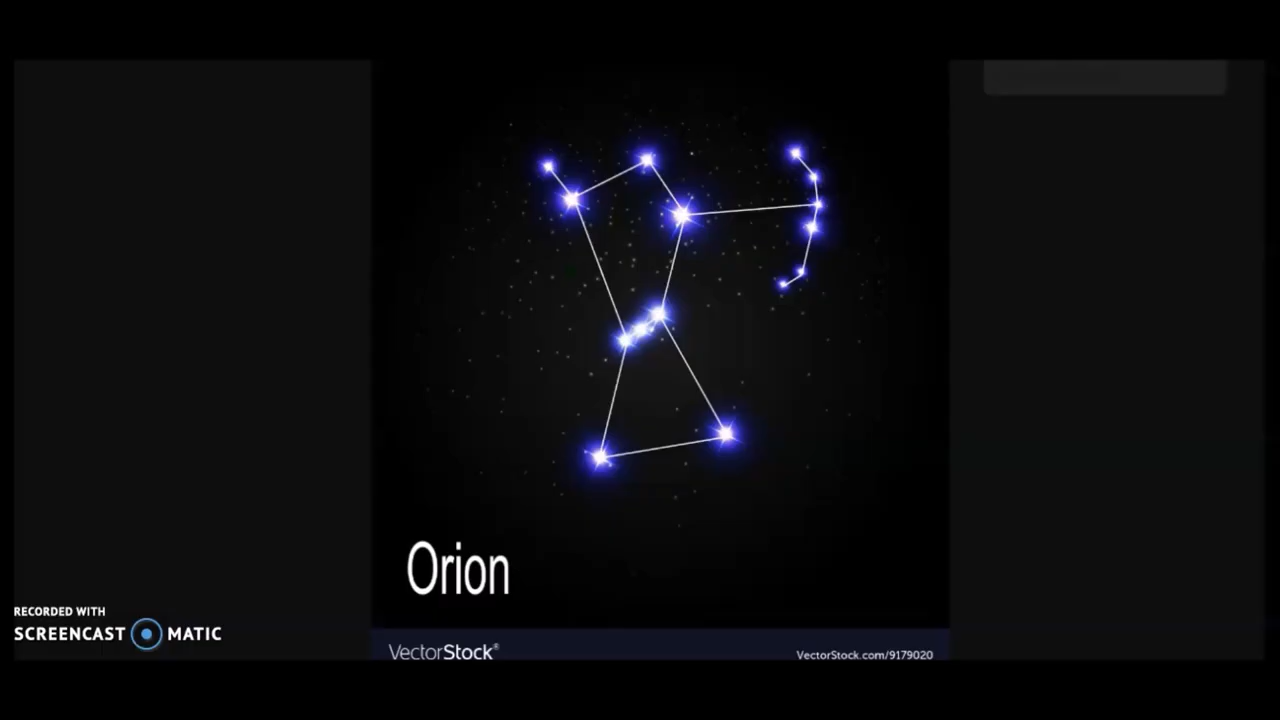 Orion
RECORDED WITH
SCREENCAST MATIC
VectorStock®
VectorStock.com/9179020